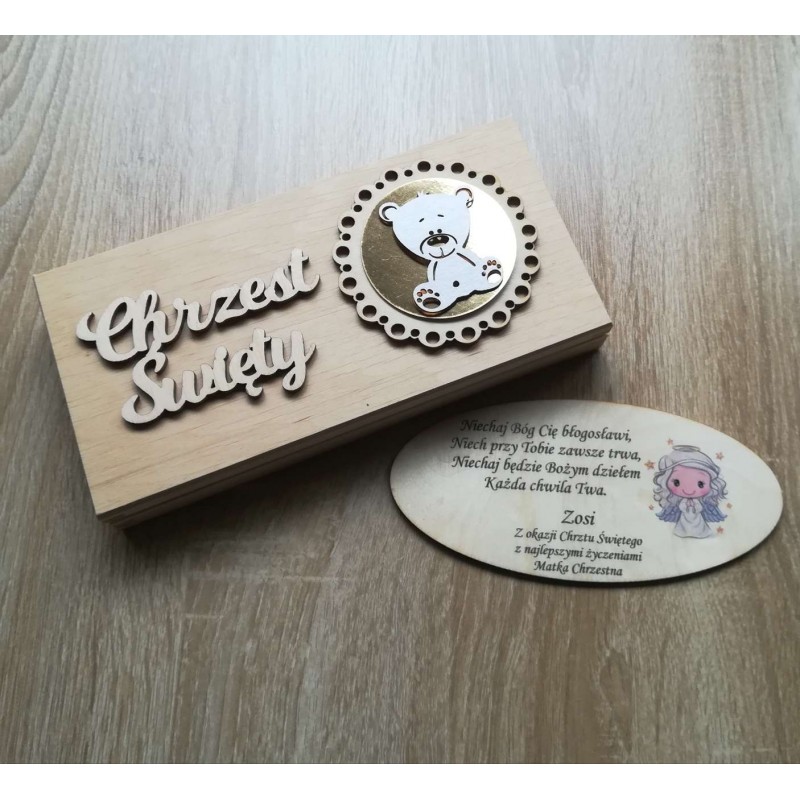 Chrzest
Święty
Niechaj Bóg Cię błogosławi,
Niech przy Tobie zawsze trwa,
Niechaj będzie Bożym dziełem
Każda chwila Twa.
Zosi
Z okazji Chrztu Świętego
z najlepszymi życzeniami
Matka Chrzestna